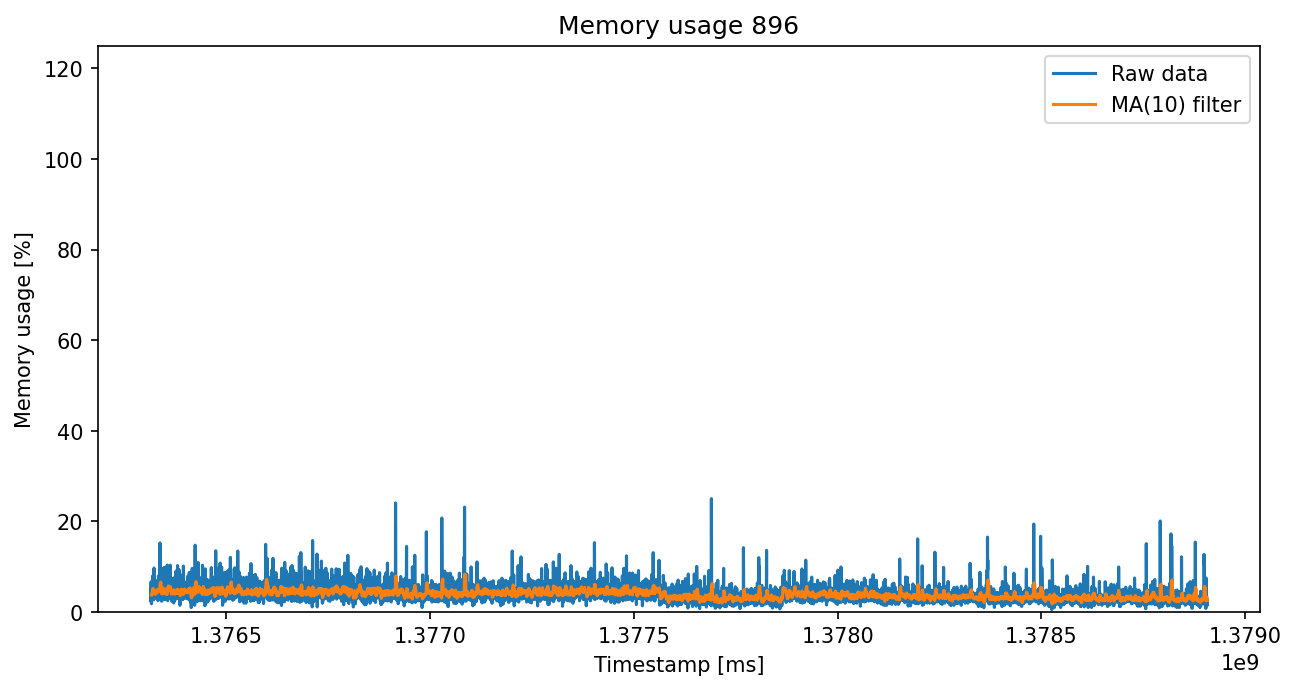 Memory usage 896
Raw data
MA(10) filter
Memory usage [%]
120
100
80
60
40
20
0
1.3765 1.3770 1.3775 1.3780 1.3785 1.3790
1e9
Timestamp [ms]